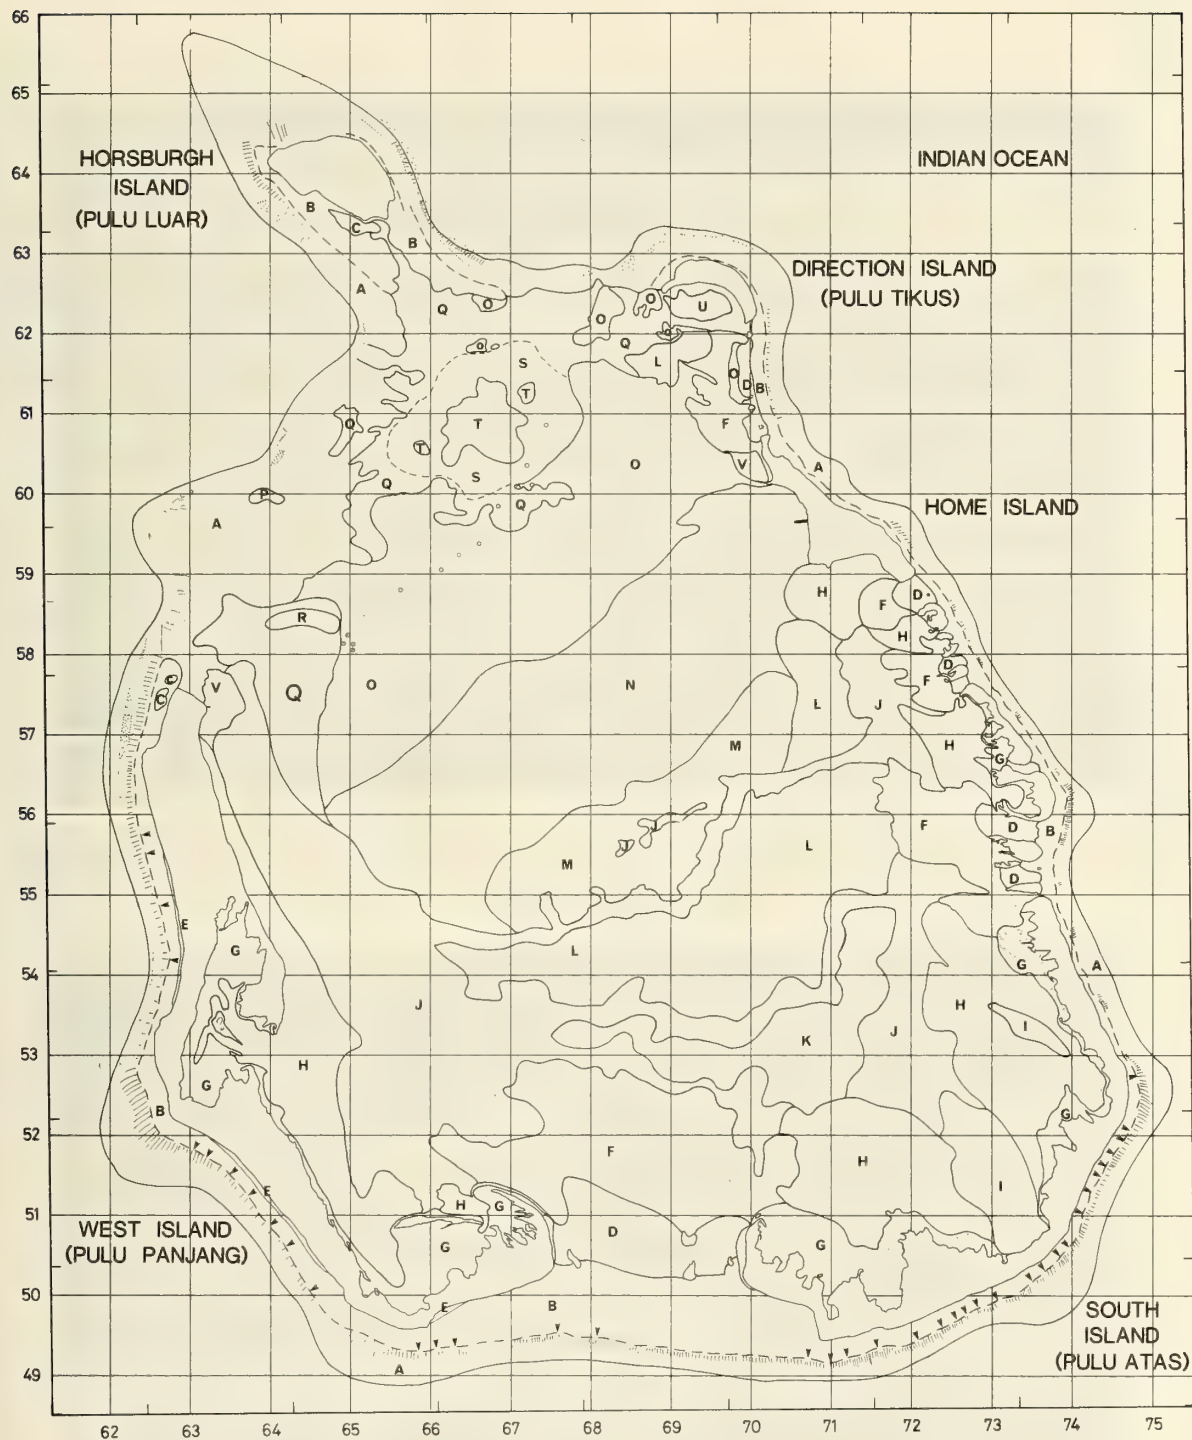 66
65
64
63
62
61
60
59
58
57
56
55
54
53
52
51
50
49
HORSBURGH
ISLAND
(PULU LUAR)
INDIAN OCEAN
DIRECTION ISLAND
(PULU TIKUS)
HOME ISLAND
WEST ISLAND
(PULU PANJANG)
SOUTH
ISLAND
(PULU ATAS)
B
C
B
A
Q
O
O
O
U
Q
O
O
S
L
T
O
D
B
Q
T
F
T
Q
S
O
V
A
P
Q
A
R
H
F
D
H
D
C
C
V
Q
O
N
F
L
J
M
H
G
J
J
F
D
B
L
M
D
E
G
L
G
A
J
H
I
K
J
H
G
B
G
F
H
E
H
G
I
G
D
G
E
B
A
62 63 64 65 66 67 68 69 70 71 72 73 74 75